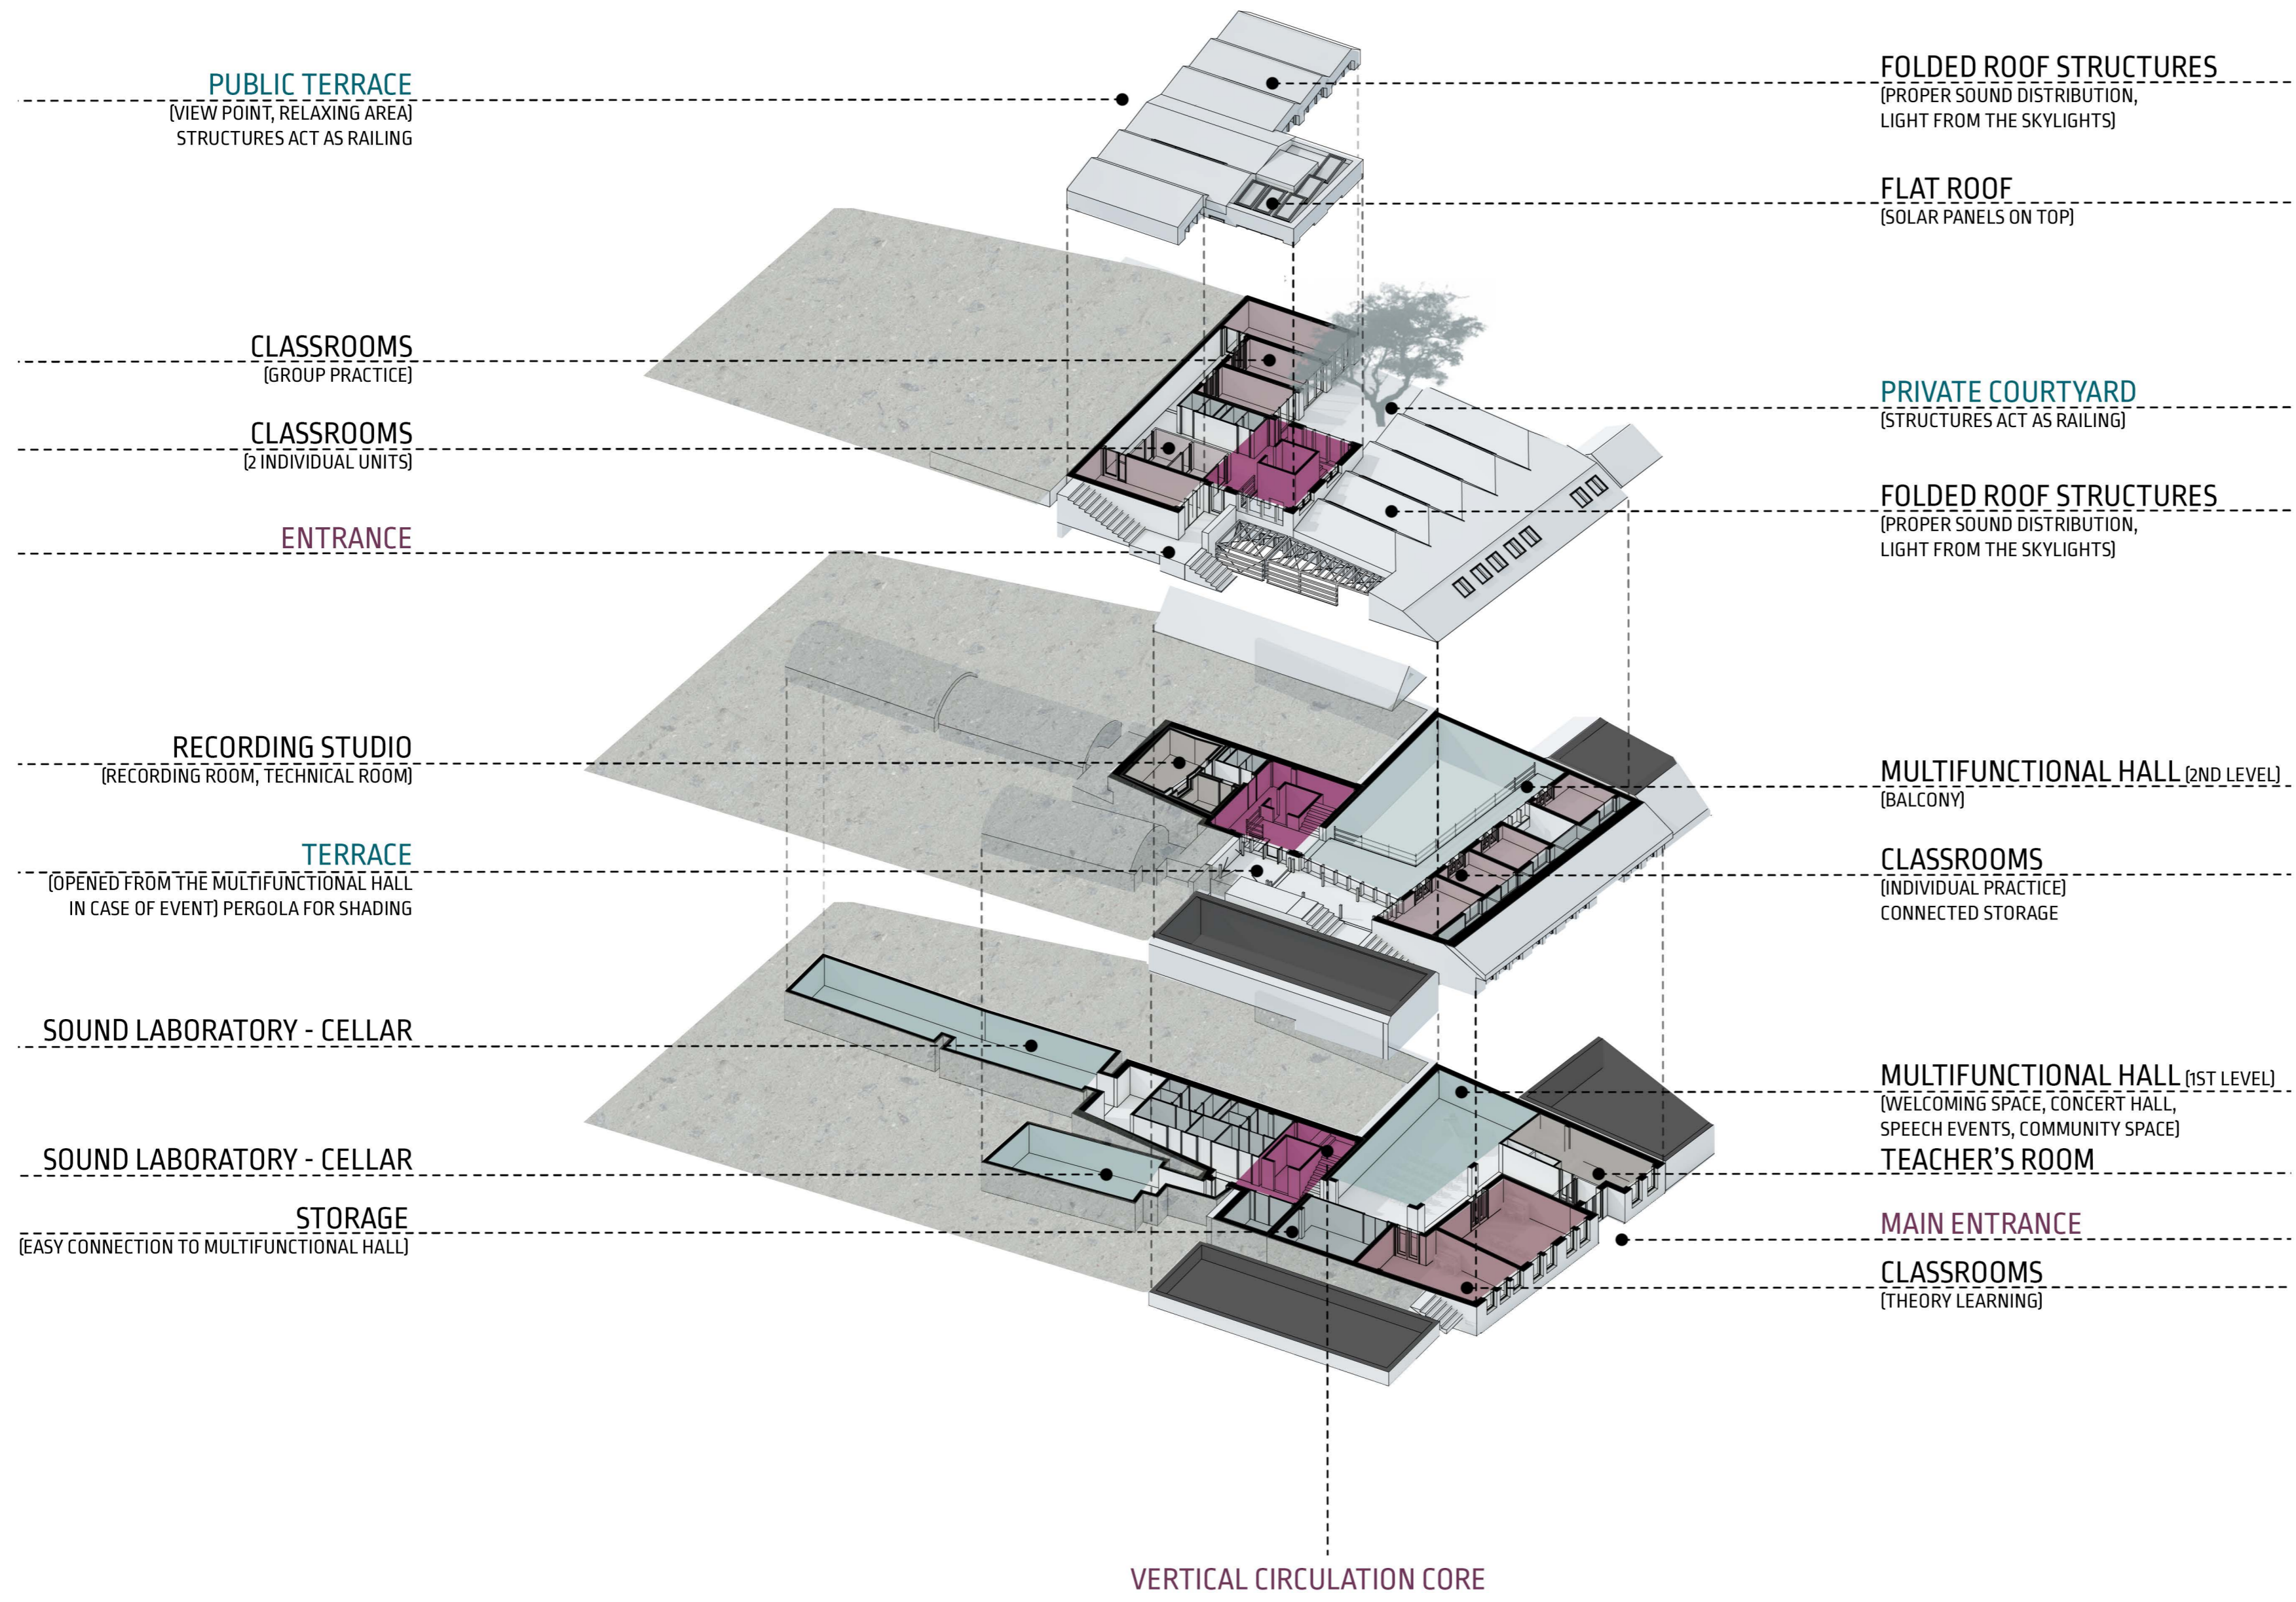 PUBLIC TERRACE
(VIEW POINT, RELAXING AREA)
STRUCTURES ACT AS RAILING
CLASSROOMS
(GROUP PRACTICE)
CLASSROOMS
(2 INDIVIDUAL UNITS)
ENTRANCE
RECORDING STUDIO
(RECORDING ROOM, TECHNICAL ROOM)
TERRACE
(OPENED FROM THE MULTIFUNCTIONAL HALL
IN CASE OF EVENT) PERGOLA FOR SHADING
SOUND LABORATORY - CELLAR
SOUND LABORATORY - CELLAR
STORAGE
(EASY CONNECTION TO MULTIFUNCTIONAL HALL)
FOLDED ROOF STRUCTURES
(PROPER SOUND DISTRIBUTION,
LIGHT FROM THE SKYLIGHTS)
FLAT ROOF
(SOLAR PANELS ON TOP)
PRIVATE COURTYARD
(STRUCTURES ACT AS RAILING)
FOLDED ROOF STRUCTURES
(PROPER SOUND DISTRIBUTION,
LIGHT FROM THE SKYLIGHTS)
MULTIFUNCTIONAL HALL (2ND LEVEL)
(BALCONY)
CLASSROOMS
(INDIVIDUAL PRACTICE)
CONNECTED STORAGE
MULTIFUNCTIONAL HALL (1ST LEVEL)
(WELCOMING SPACE, CONCERT HALL,
SPEECH EVENTS, COMMUNITY SPACE)
TEACHER'S ROOM
MAIN ENTRANCE
CLASSROOMS
(THEORY LEARNING)
VERTICAL CIRCULATION CORE